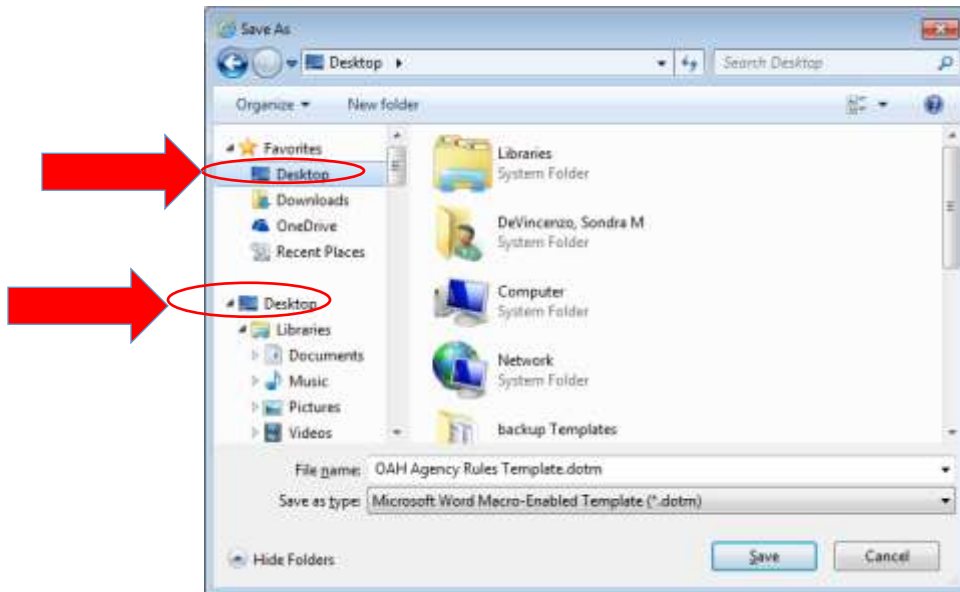 Save As
Desktop
Search Desktop
Organize
New folder
Favorites
Desktop
Downloads
OneDrive
Recent Places
Desktop
Libraries
Documents
Music
Pictures
Videos
Libraries
System Folder
DeVincenzo, Sondra M
System Folder
Computer
System Folder
Network
System Folder
backup Templates
File name: OAH Agency Rules Template.dotm
Save as type: Microsoft Word Macro-Enabled Template (*.dotm)
Hide Folders
Save
Cancel